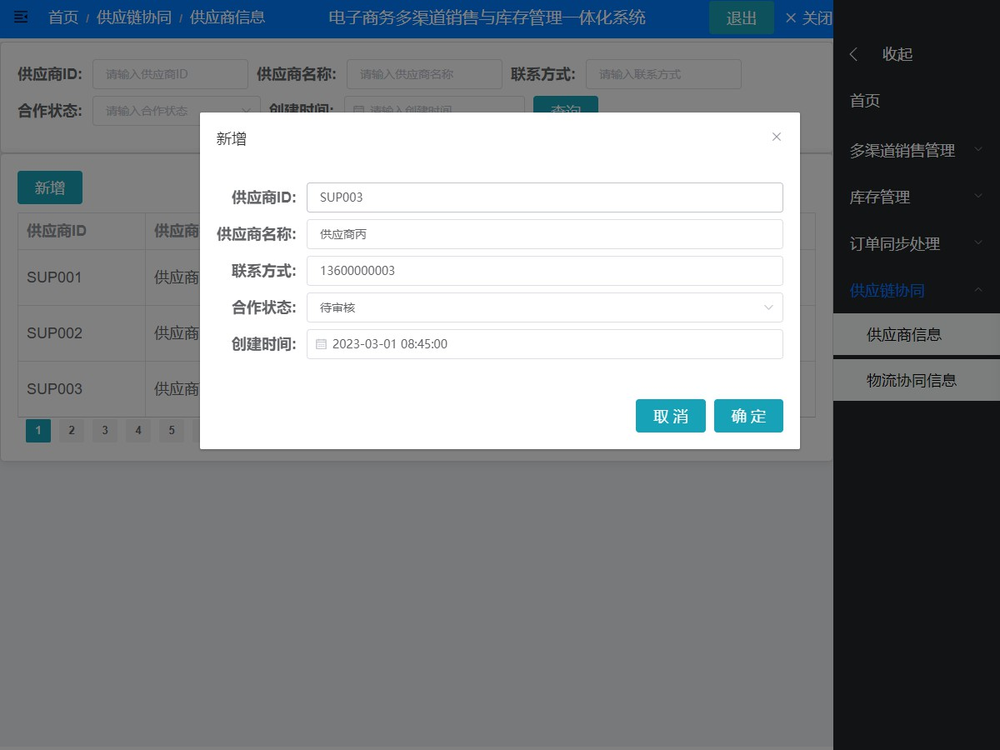 首页 / 供应链协同 / 供应商信息
电子商务多渠道销售与库存管理一体化系统
退出
× 关闭
供应商ID: 请输入供应商ID 供应商名称: 请输入供应商名称 联系方式: 请输入联系方式
合作状态: 请输入合作状态 创建时间: 请输入创建时间 查询
新增
供应商ID 供应商
SUP001 供应商
SUP002 供应商
SUP003 供应商
1 2 3 4 5
新增
供应商ID: SUP003
供应商名称: 供应商丙
联系方式: 13600000003
合作状态: 待审核
创建时间: 2023-03-01 08:45:00
取消 确定
收起
首页
多渠道销售管理
库存管理
订单同步处理
供应链协同
供应商信息
物流协同信息